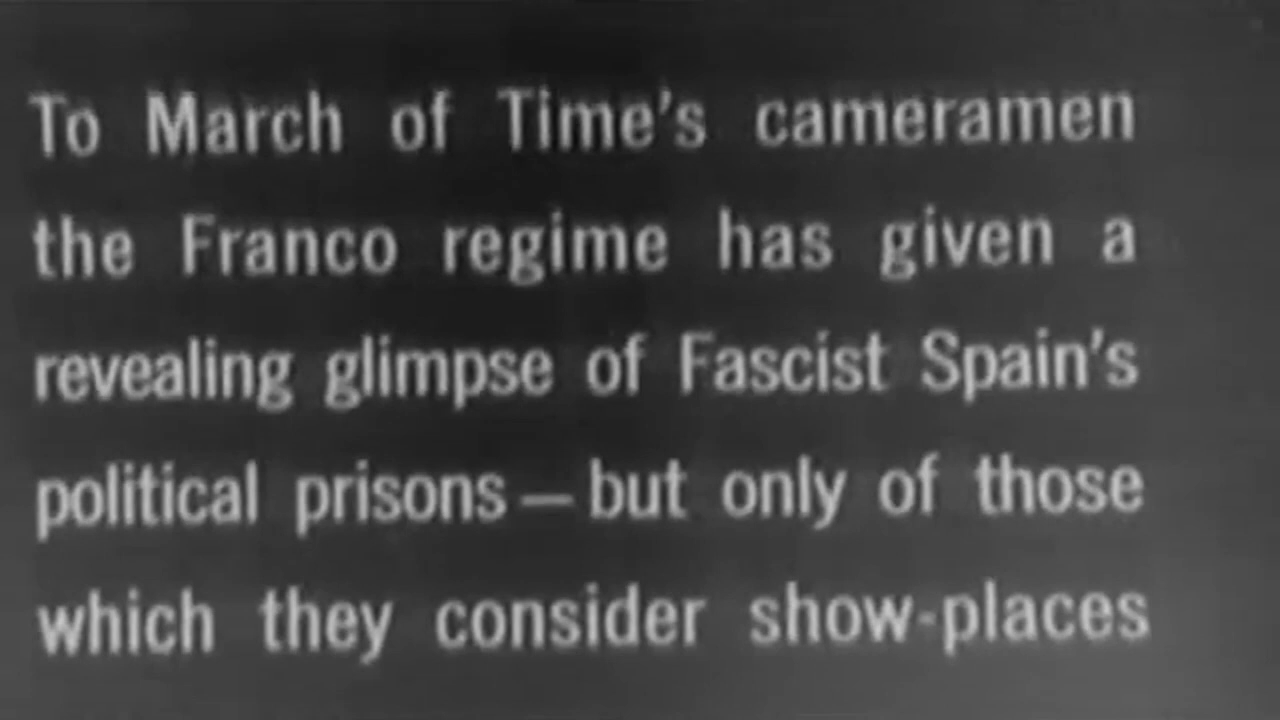 To March of Time's cameramen
the Franco regime has given a
revealing glimpse of Fascist Spain's
political prisons—but only of those
which they consider show-places